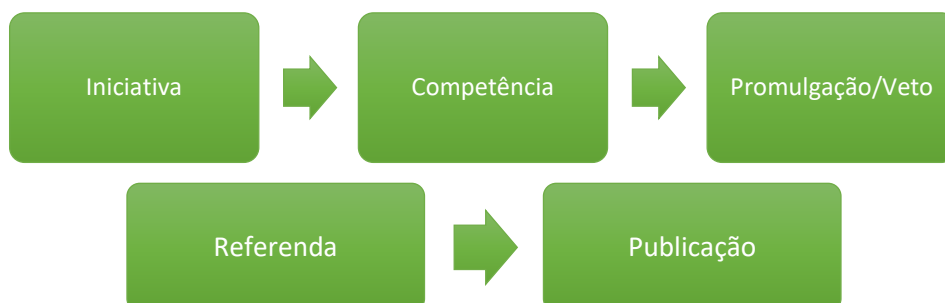 Iniciativa
Competência
Promulgação/Veto
Referenda
Publicação